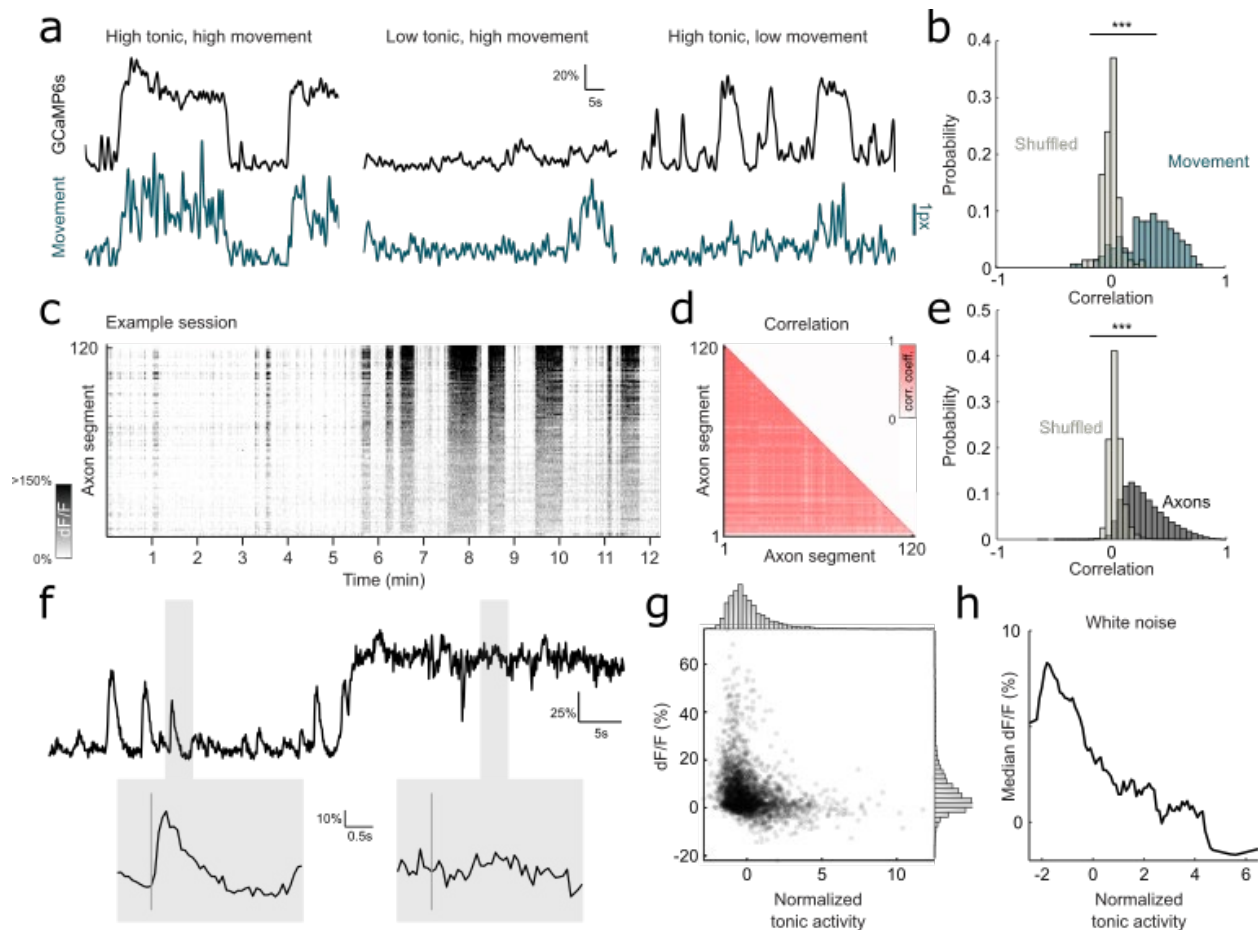 a
High tonic, high movement
Low tonic, high movement
High tonic, low movement
GCaMP6s
Movement
20%
5s
1px
b
***
Probability
0.4
0.3
0.2
0.1
0
Shuffled
Movement
-1
0
1
Correlation
c
Example session
120
Axon segment
1
>150%
dF/F
0%
1 2 3 4 5 6 7 8 9 10 11 12
Time (min)
d
Correlation
120
Axon segment
1
1
corr. coeff.
0
120
Axon segment
e
***
Probability
0.5
0.4
0.3
0.2
0.1
0
Shuffled
Axons
-1
0
1
Correlation
f
25%
5s
10%
0.5s
g
dF/F (%)
60
40
20
0
-20
0
5
10
Normalized
tonic activity
h
White noise
Median dF/F (%)
10
0
-2
0
2
4
6
Normalized
tonic activity